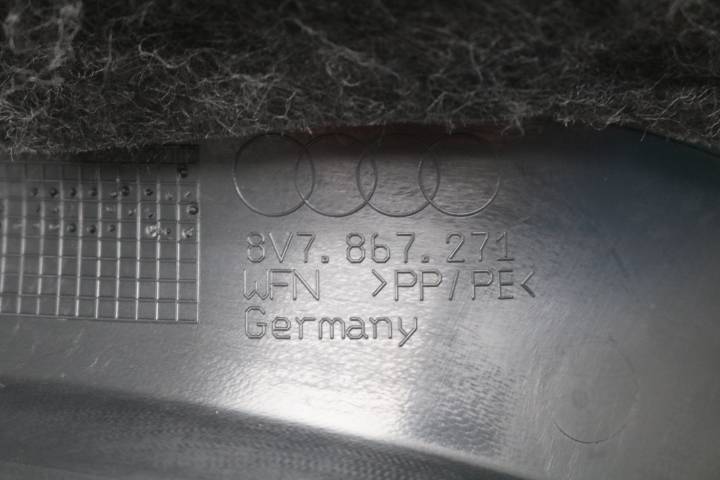 8V7.867.271
WFN >PP/PE<
Germany